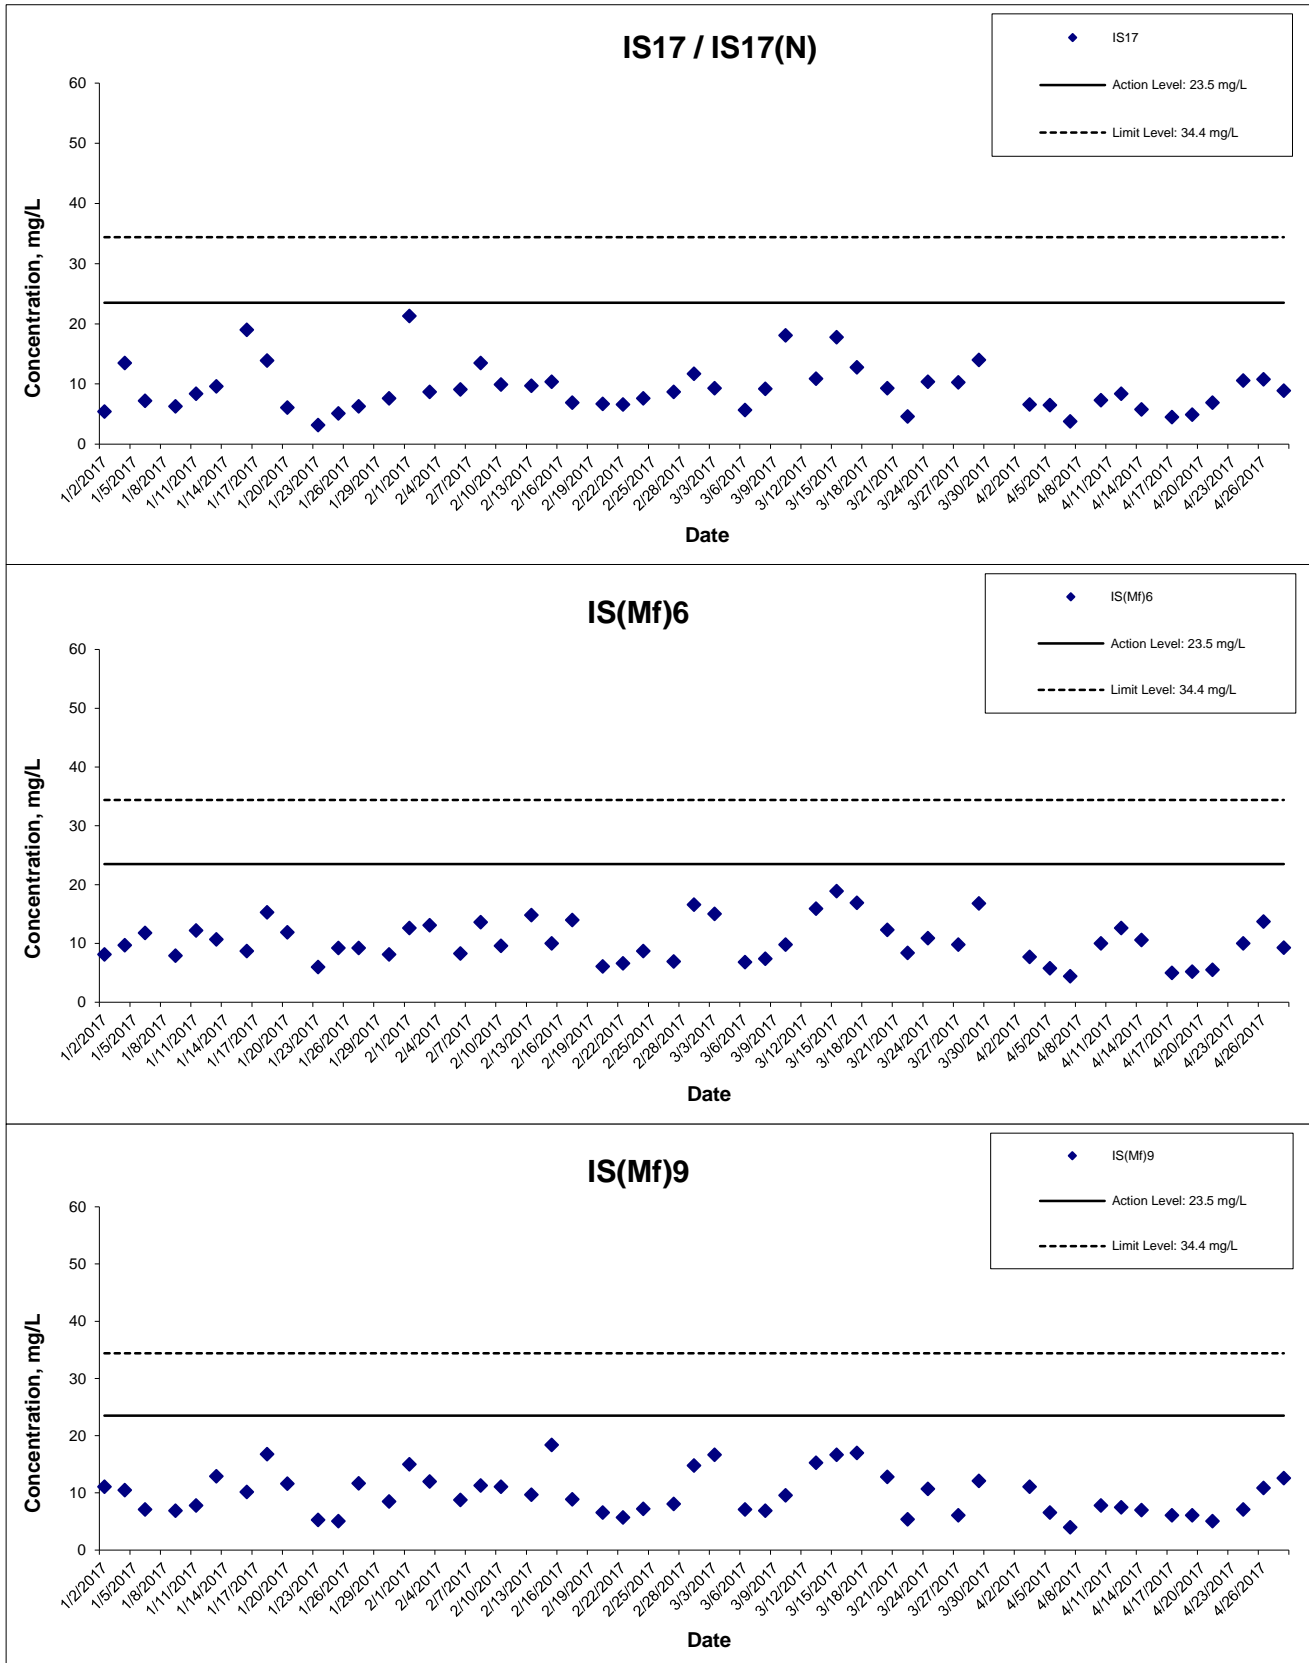 IS17 / IS17(N)
IS17
Action Level: 23.5 mg/L
Limit Level: 34.4 mg/L
Concentration, mg/L
60
50
40
30
20
10
0
1/2/2017 1/5/2017 1/8/2017 1/11/2017 1/14/2017 1/17/2017 1/20/2017 1/23/2017 1/26/2017 1/29/2017 2/1/2017 2/4/2017 2/7/2017 2/10/2017 2/13/2017 2/16/2017 2/19/2017 2/22/2017 2/25/2017 2/28/2017 3/3/2017 3/6/2017 3/9/2017 3/12/2017 3/15/2017 3/18/2017 3/21/2017 3/24/2017 3/27/2017 3/30/2017 4/2/2017 4/5/2017 4/8/2017 4/11/2017 4/14/2017 4/17/2017 4/20/2017 4/23/2017 4/26/2017
Date
IS(Mf)6
IS(Mf)6
Action Level: 23.5 mg/L
Limit Level: 34.4 mg/L
Concentration, mg/L
60
50
40
30
20
10
0
1/2/2017 1/5/2017 1/8/2017 1/11/2017 1/14/2017 1/17/2017 1/20/2017 1/23/2017 1/26/2017 1/29/2017 2/1/2017 2/4/2017 2/7/2017 2/10/2017 2/13/2017 2/16/2017 2/19/2017 2/22/2017 2/25/2017 2/28/2017 3/3/2017 3/6/2017 3/9/2017 3/12/2017 3/15/2017 3/18/2017 3/21/2017 3/24/2017 3/27/2017 3/30/2017 4/2/2017 4/5/2017 4/8/2017 4/11/2017 4/14/2017 4/17/2017 4/20/2017 4/23/2017 4/26/2017
Date
IS(Mf)9
IS(Mf)9
Action Level: 23.5 mg/L
Limit Level: 34.4 mg/L
Concentration, mg/L
60
50
40
30
20
10
0
1/2/2017 1/5/2017 1/8/2017 1/11/2017 1/14/2017 1/17/2017 1/20/2017 1/23/2017 1/26/2017 1/29/2017 2/1/2017 2/4/2017 2/7/2017 2/10/2017 2/13/2017 2/16/2017 2/19/2017 2/22/2017 2/25/2017 2/28/2017 3/3/2017 3/6/2017 3/9/2017 3/12/2017 3/15/2017 3/18/2017 3/21/2017 3/24/2017 3/27/2017 3/30/2017 4/2/2017 4/5/2017 4/8/2017 4/11/2017 4/14/2017 4/17/2017 4/20/2017 4/23/2017 4/26/2017
Date